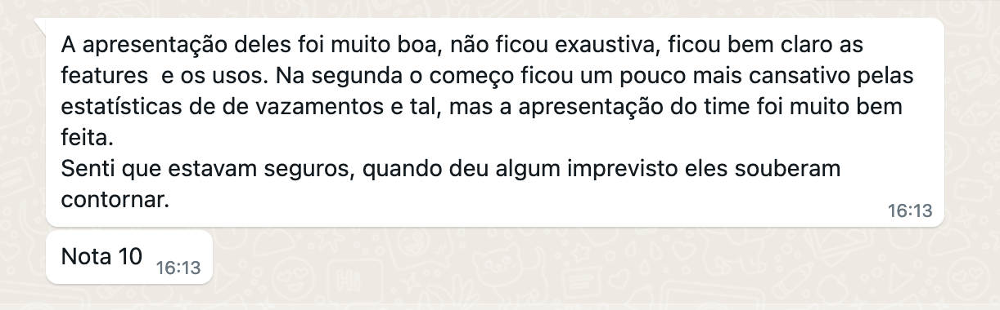 A apresentação deles foi muito boa, não ficou exaustiva, ficou bem claro as
features  e os usos. Na segunda o começo ficou um pouco mais cansativo pelas
estatísticas de de vazamentos e tal, mas a apresentação do time foi muito bem
feita.
Senti que estavam seguros, quando deu algum imprevisto eles souberam
contornar.
16:13
Nota 10 16:13